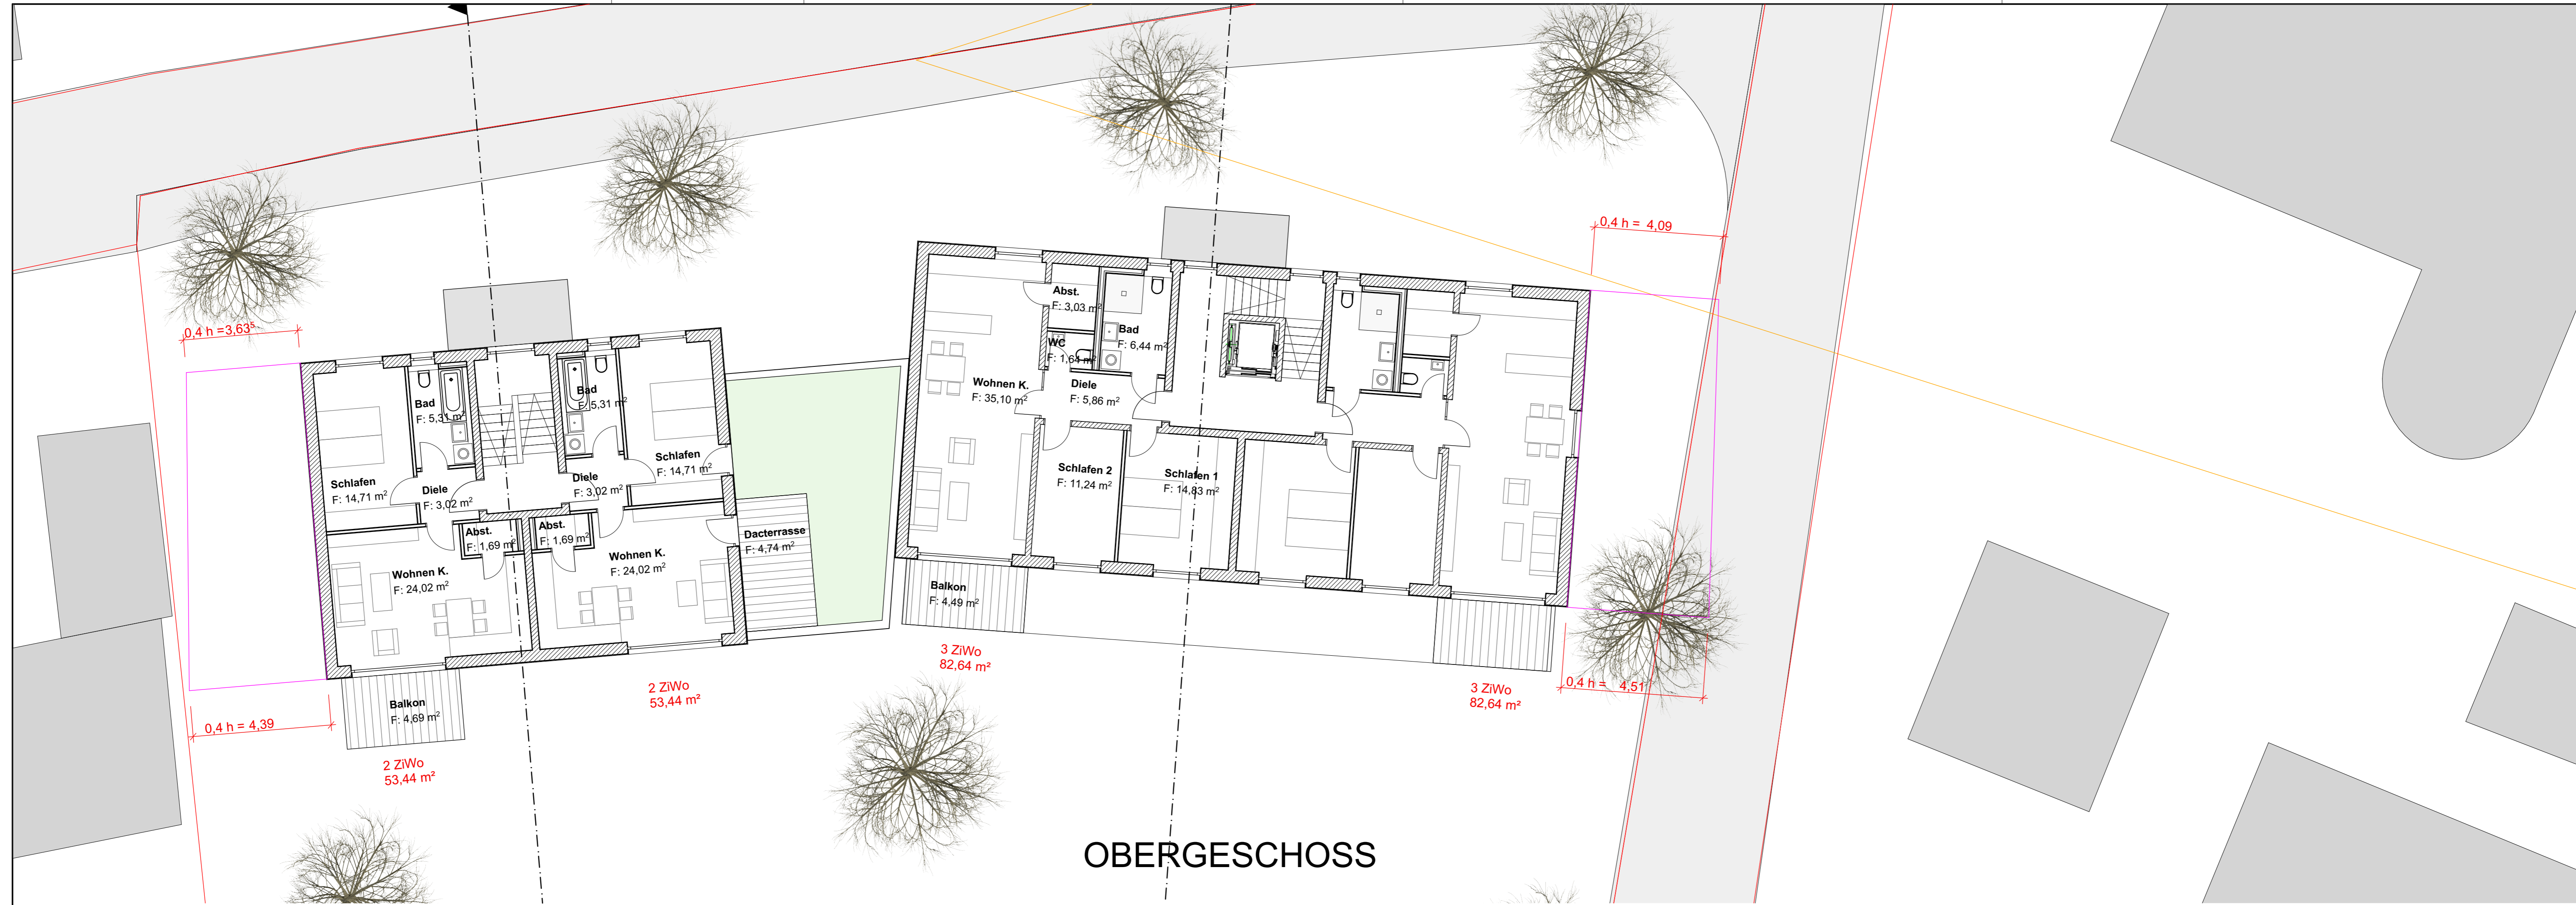 0,4 h =3,63⁵
Bad
F: 5,31 m²
Schlafen
F: 14,71 m²
Diele
F: 3,02 m²
Abst.
F: 1,69 m²
Wohnen K.
F: 24,02 m²
Balkon
F: 4,69 m²
0,4 h = 4,39
2 ZiWo
53,44 m²
Bad
F: 5,31 m²
Schlafen
F: 14,71 m²
Diele
F: 3,02 m²
Abst.
F: 1,69 m²
Wohnen K.
F: 24,02 m²
Dacterrasse
F: 4,74 m²
2 ZiWo
53,44 m²
Abst.
F: 3,03 m²
Bad
F: 6,44 m²
WC
F: 1,64 m²
Wohnen K.
F: 35,10 m²
Diele
F: 5,86 m²
Schlafen 2
F: 11,24 m²
Schlafen 1
F: 14,83 m²
Balkon
F: 4,49 m²
3 ZiWo
82,64 m²
0,4 h = 4,09
0,4 h = 4,51
3 ZiWo
82,64 m²
OBERGESCHOSS